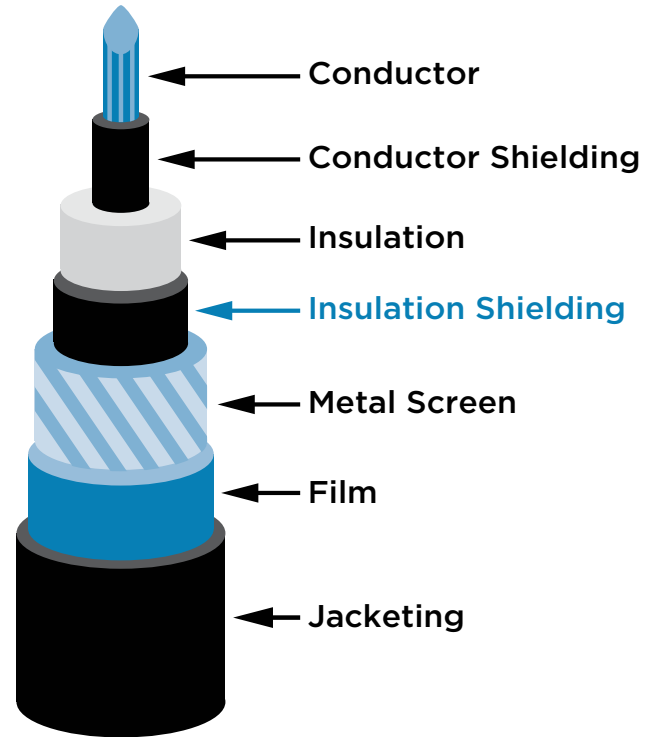 Conductor
Conductor Shielding
Insulation
Insulation Shielding
Metal Screen
Film
Jacketing